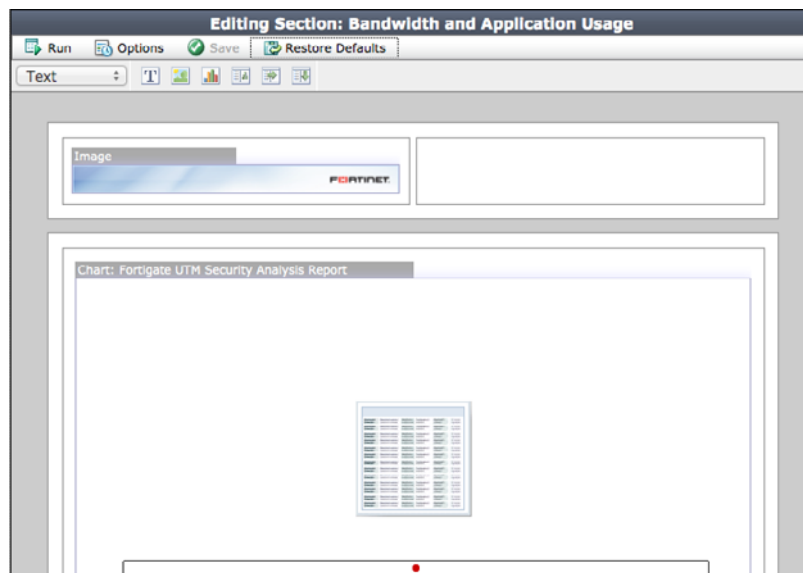 Editing Section: Bandwidth and Application Usage
Run Options Save Restore Defaults
Text T
Image
FORTINET
Chart: Fortigate UTM Security Analysis Report